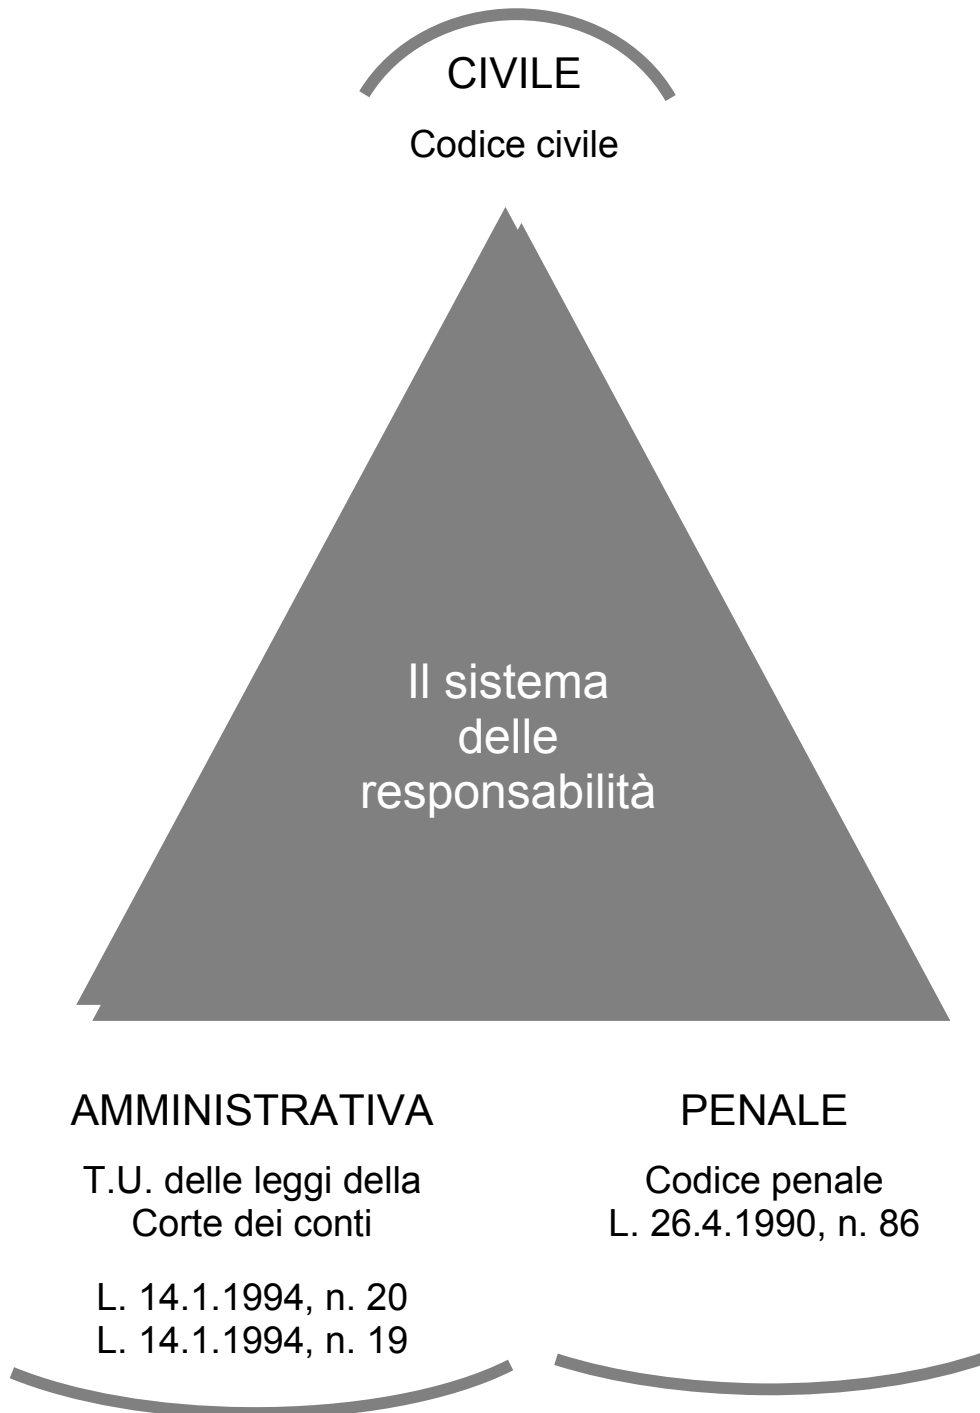 CIVILE
Codice civile
Il sistema
delle
responsabilità
AMMINISTRATIVA
T.U. delle leggi della
Corte dei conti
L. 14.1.1994, n. 20
L. 14.1.1994, n. 19
PENALE
Codice penale
L. 26.4.1990, n. 86